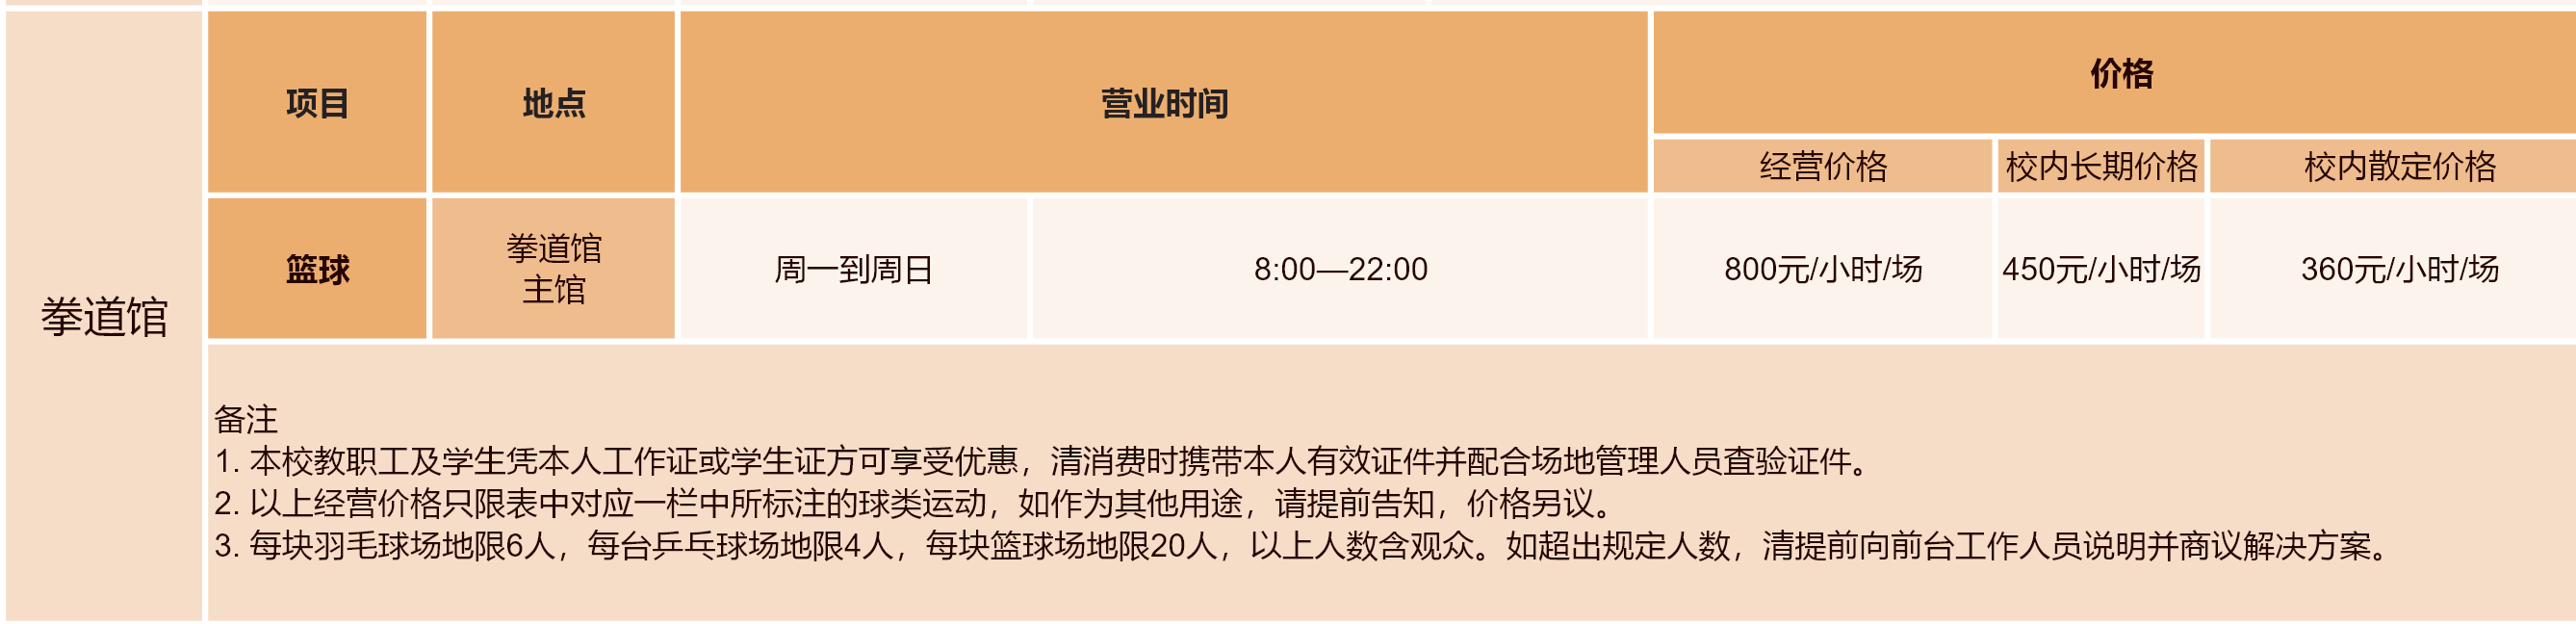 拳道馆
项目
地点
营业时间
价格
经营价格
校内长期价格
校内散定价格
篮球
拳道馆
主馆
周一到周日
8:00—22:00
800元/小时/场
450元/小时/场
360元/小时/场
备注
1. 本校教职工及学生凭本人工作证或学生证方可享受优惠，清消费时携带本人有效证件并配合场地管理人员查验证件。
2. 以上经营价格只限表中对应一栏中所标注的球类运动，如作为其他用途，请提前告知，价格另议。
3. 每块羽毛球场地限6人，每台乒乓球场地限4人，每块篮球场地限20人，以上人数含观众。如超出规定人数，清提前向前台工作人员说明并商议解决方案。